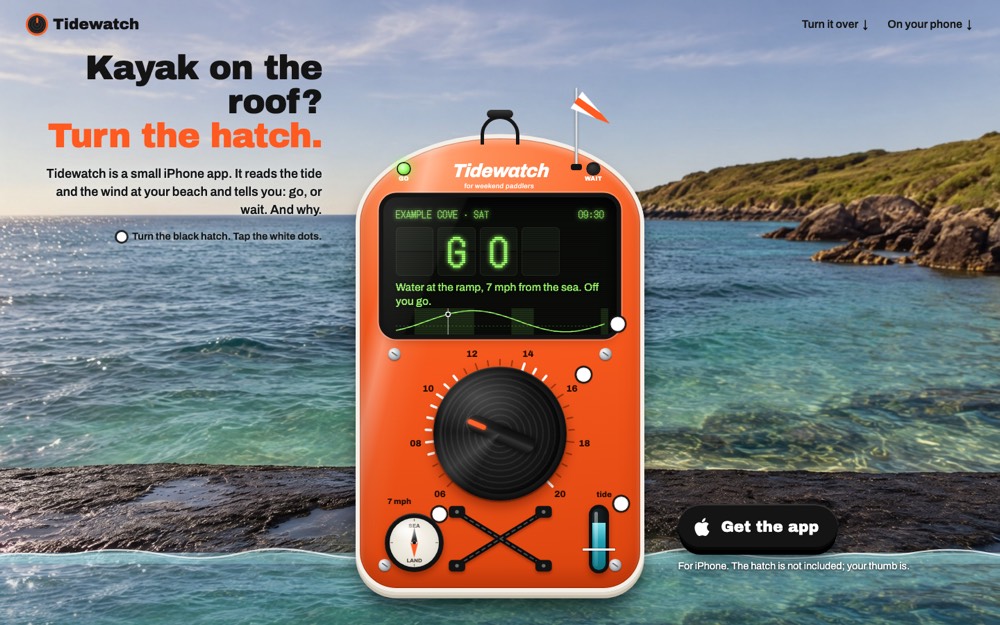 Tidewatch
Turn it over ↓
On your phone ↓
Kayak on the
roof?
Turn the hatch.
Tidewatch is a small iPhone app. It reads the tide
and the wind at your beach and tells you: go, or
wait. And why.
Turn the black hatch. Tap the white dots.
Tidewatch
for weekend paddlers
GO
WAIT
EXAMPLE COVE · SAT
09:30
GO
Water at the ramp, 7 mph from the sea. Off
you go.
12
14
10
16
08
18
06
20
7 mph
tide
SEA
LAND
Get the app
For iPhone. The hatch is not included; your thumb is.